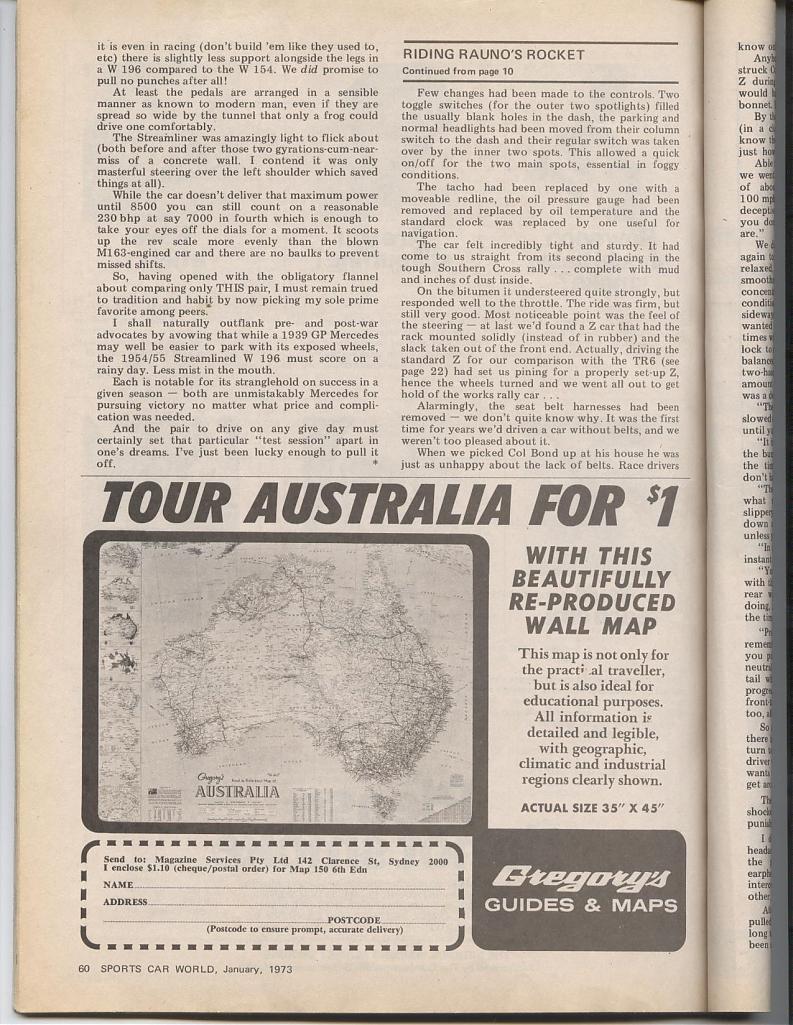 it is even in racing (don't build 'em like they used to,
etc) there is slightly less support alongside the legs in
a W 196 compared to the W 154. We did promise to
pull no punches after all!
At least the pedals are arranged in a sensible
manner as known to modern man, even if they are
spread so wide by the tunnel that only a frog could
drive one comfortably.
The Streamliner was amazingly light to flick about
(both before and after those two gyrations-cum-near-
miss of a concrete wall. I contend it was only
masterful steering over the left shoulder which saved
things at all).
While the car doesn't deliver that maximum power
until 8500 you can still count on a reasonable
230 bhp at say 7000 in fourth which is enough to
take your eyes off the dials for a moment. It scoots
up the rev scale more evenly than the blown
M163-engined car and there are no baulks to prevent
missed shifts.
So, having opened with the obligatory flannel
about comparing only THIS pair, I must remain trued
to tradition and habit by now picking my sole prime
favorite among peers.
I shall naturally outflank pre- and post-war
advocates by avowing that while a 1939 GP Mercedes
may well be easier to park with its exposed wheels,
the 1954/55 Streamlined W 196 must score on a
rainy day. Less mist in the mouth.
Each is notable for its stranglehold on success in a
given season — both are unmistakably Mercedes for
pursuing victory no matter what price and compli-
cation was needed.
And the pair to drive on any give day must
certainly set that particular "test session" apart in
one's dreams. I've just been lucky enough to pull it
off. *
RIDING RAUNO'S ROCKET
Continued from page 10
Few changes had been made to the controls. Two
toggle switches (for the outer two spotlights) filled
the usually blank holes in the dash, the parking and
normal headlights had been moved from their column
switch to the dash and their regular switch was taken
over by the inner two spots. This allowed a quick
on/off for the two main spots, essential in foggy
conditions.
The tacho had been replaced by one with a
moveable redline, the oil pressure gauge had been
removed and replaced by oil temperature and the
standard clock was replaced by one useful for
navigation.
The car felt incredibly tight and sturdy. It had
come to us straight from its second placing in the
tough Southern Cross rally . . . complete with mud
and inches of dust inside.
On the bitumen it understeered quite strongly, but
responded well to the throttle. The ride was firm, but
still very good. Most noticeable point was the feel of
the steering — at last we'd found a Z car that had the
rack mounted solidly (instead of in rubber) and the
slack taken out of the front end. Actually, driving the
standard Z for our comparison with the TR6 (see
page 22) had set us pining for a properly set-up Z,
hence the wheels turned and we went all out to get
hold of the works rally car . . .
Alarmingly, the seat belt harnesses had been
removed — we don't quite know why. It was the first
time for years we'd driven a car without belts, and we
weren't too pleased about it.
When we picked Col Bond up at his house he was
just as unhappy about the lack of belts. Race drivers
TOUR AUSTRALIA FOR $1
WITH THIS
BEAUTIFULLY
RE-PRODUCED
WALL MAP
This map is not only for
the practical traveller,
but is also ideal for
educational purposes.
All information is
detailed and legible,
with geographic,
climatic and industrial
regions clearly shown.
ACTUAL SIZE 35" X 45"
Gregory's
AUSTRALIA
Send to: Magazine Services Pty Ltd 142 Clarence St, Sydney 2000
I enclose $1.10 (cheque/postal order) for Map 150 6th Edn
NAME
ADDRESS
POSTCODE
(Postcode to ensure prompt, accurate delivery)
Gregory's
GUIDES & MAPS
60 SPORTS CAR WORLD, January, 1973